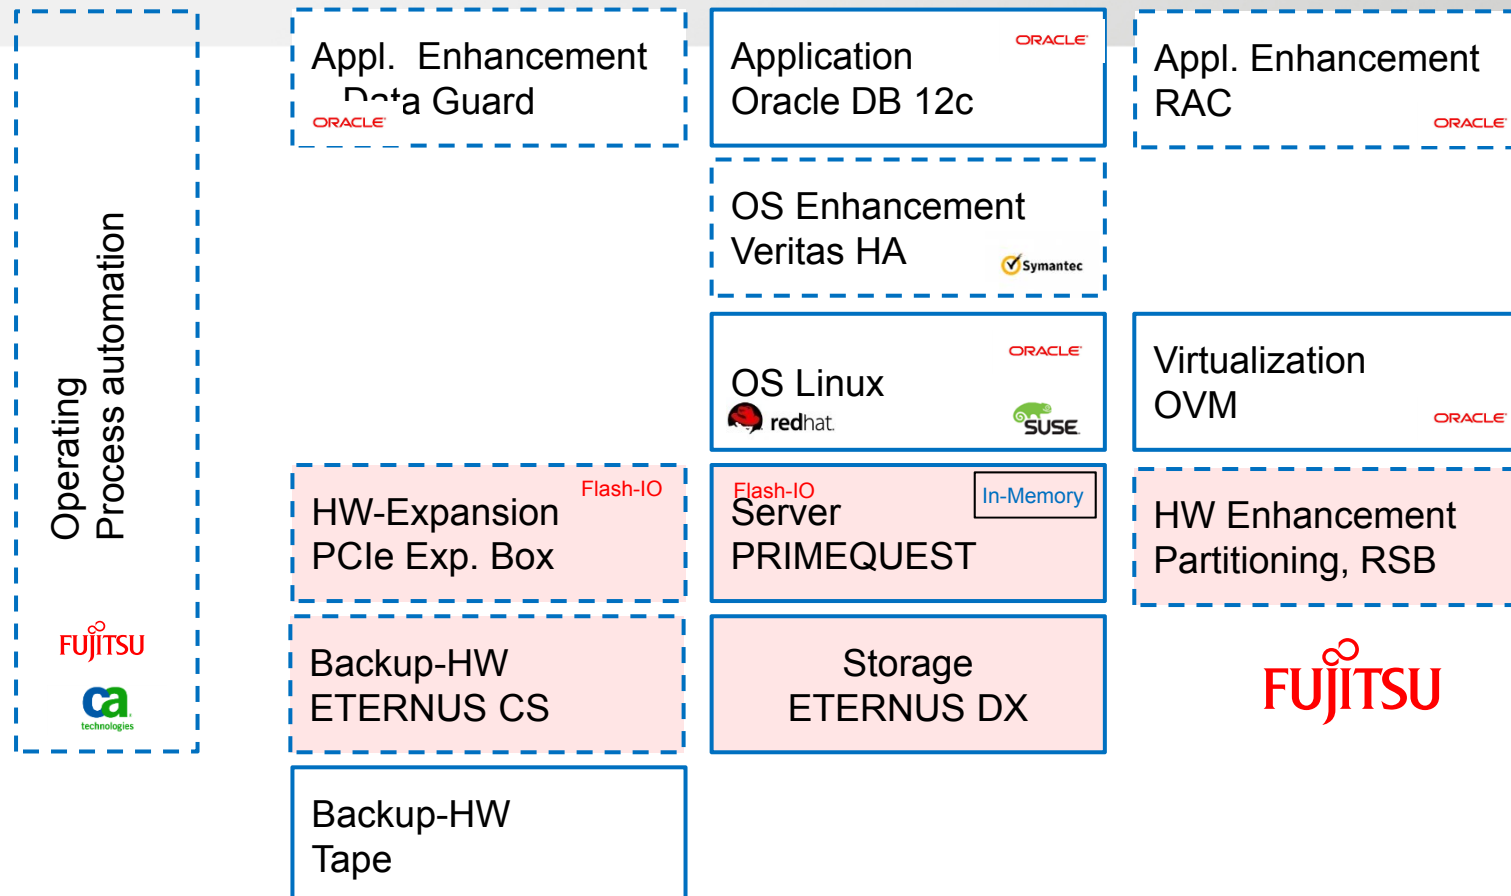 Operating
Process automation
FUJITSU
ca
technologies
Appl. Enhancement
Data Guard
ORACLE
Application
Oracle DB 12c
ORACLE
Appl. Enhancement
RAC
ORACLE
OS Enhancement
Veritas HA
Symantec
OS Linux
ORACLE
redhat.
SUSE
Virtualization
OVM
ORACLE
HW-Expansion
PCIe Exp. Box
Flash-IO
Flash-IO
Server
PRIMEQUEST
In-Memory
HW Enhancement
Partitioning, RSB
Backup-HW
ETERNUS CS
Storage
ETERNUS DX
FUJITSU
Backup-HW
Tape